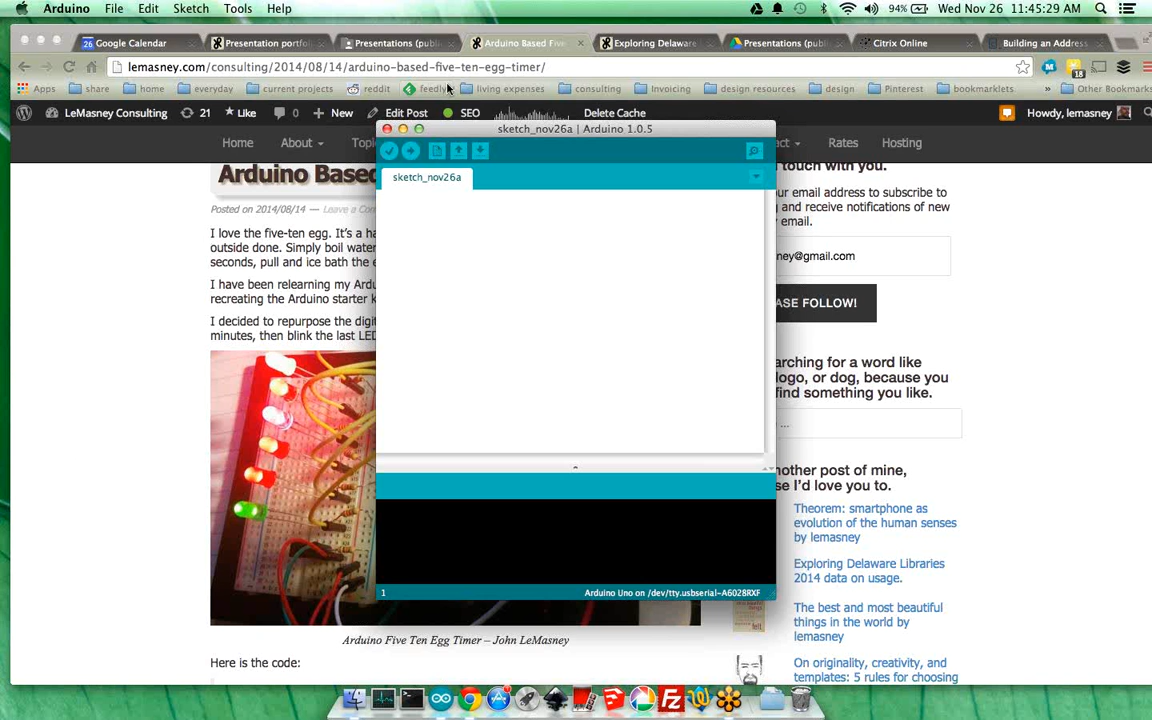 Arduino File Edit Sketch Tools Help
94% Wed Nov 26 11:45:29 AM
26 Google Calendar
Presentation portfoli
Presentations (publ
Arduino Based Five
Exploring Delaware
Presentations (publ
Citrix Online
Building an Address
lemasney.com/consulting/2014/08/14/arduino-based-five-ten-egg-timer/
18
Apps share home everyday current projects reddit feedly living expenses consulting Invoicing design resources design Pinterest bookmarklets Other Bookmarks
LeMasney Consulting 21 Like 0 New Edit Post SEO Delete Cache Howdy, lemasney
Home About Topi ct Rates Hosting
sketch_nov26a | Arduino 1.0.5
sketch_nov26a
1
Arduino Uno on /dev/tty.usbserial-A6028RXF
Arduino Based
Posted on 2014/08/14 — Leave a Con
I love the five-ten egg. It's a ha
outside done. Simply boil water
seconds, pull and ice bath the e
I have been relearning my Ardu
recreating the Arduino starter k
I decided to repurpose the digit
minutes, then blink the last LED
Arduino Five Ten Egg Timer – John LeMasney
Here is the code:
touch with you.
ur email address to subscribe to
g and receive notifications of new
y email.
ney@gmail.com
ASE FOLLOW!
arching for a word like
logo, or dog, because you
find something you like.
...
nother post of mine,
se I'd love you to.
Theorem: smartphone as
evolution of the human senses
by lemasney
Exploring Delaware Libraries
2014 data on usage.
The best and most beautiful
things in the world by
lemasney
felt
On originality, creativity, and
templates: 5 rules for choosing